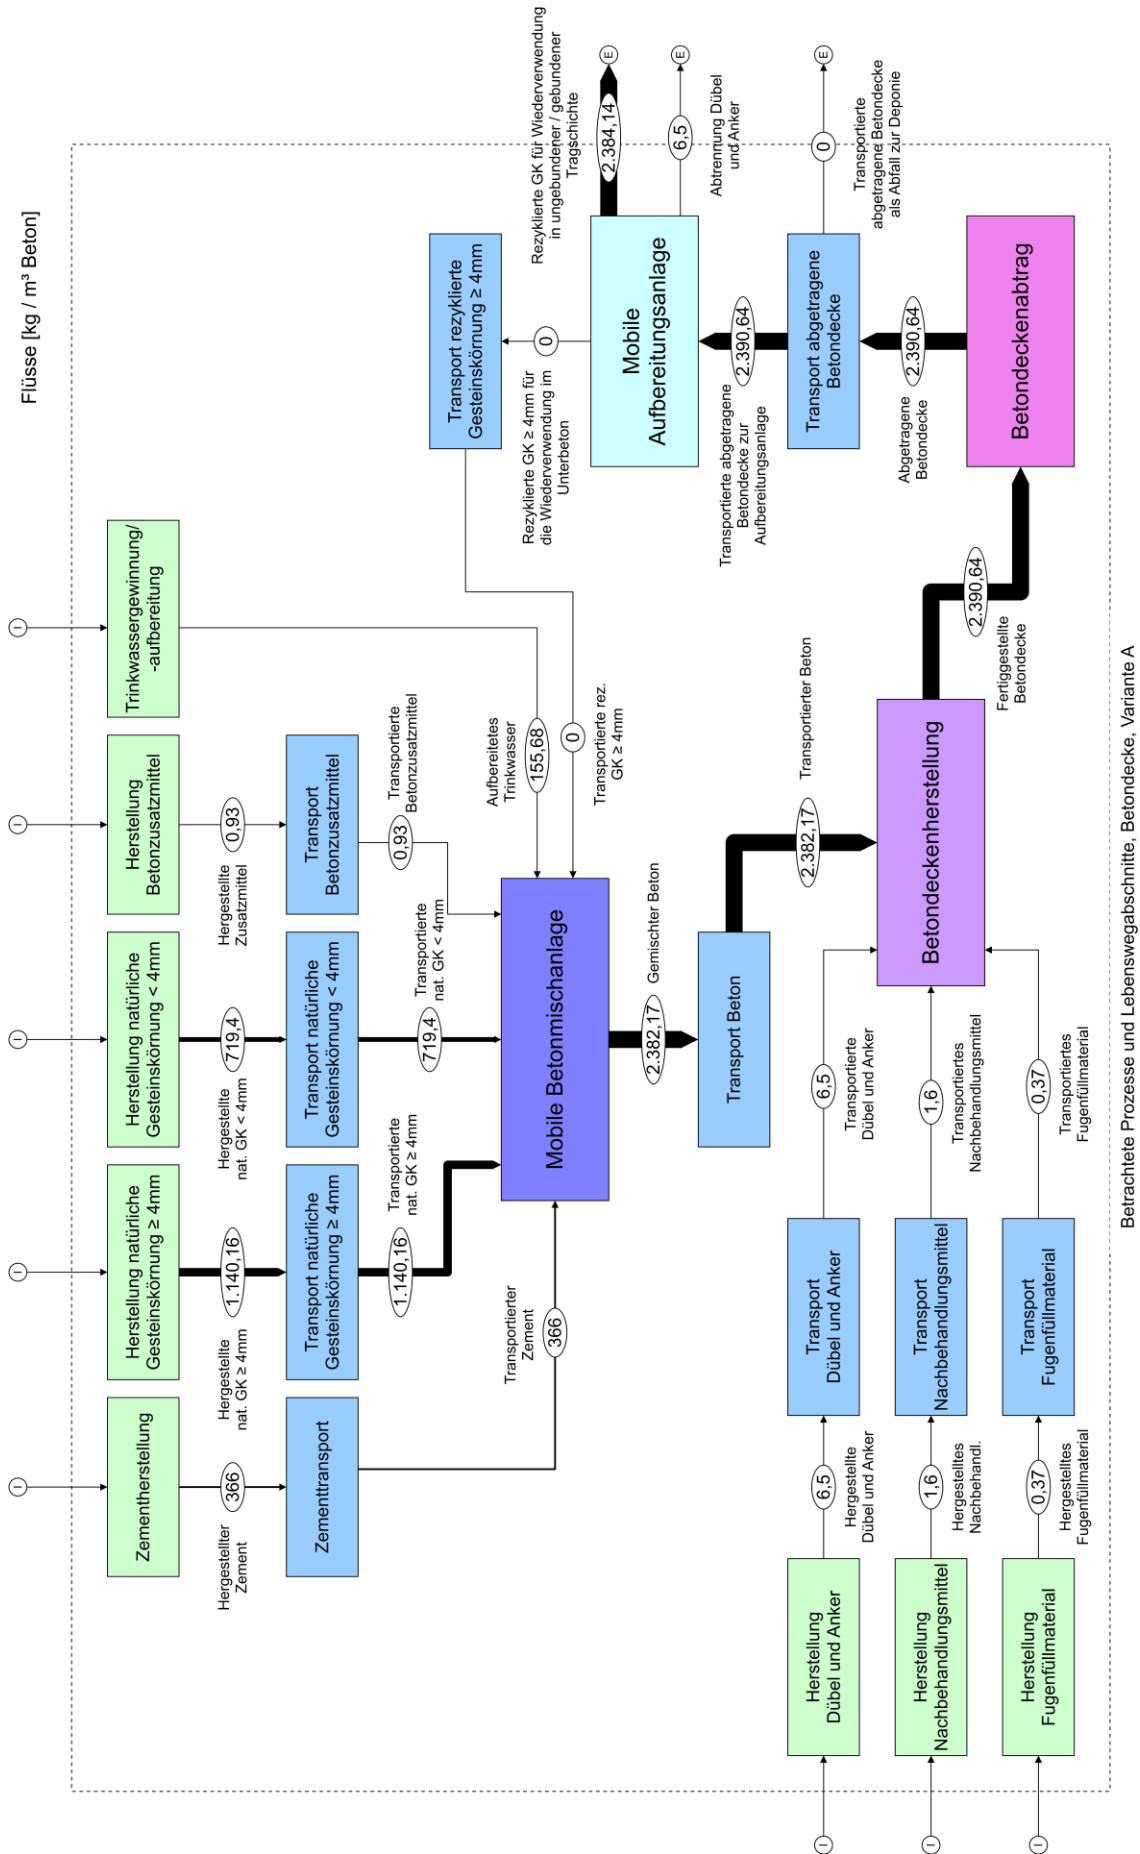 Flüsse [kg / m³ Beton]
I
I
I
I
I
Zementherstellung
Herstellung natürliche
Gesteinskörnung ≥ 4mm
Herstellung natürliche
Gesteinskörnung < 4mm
Herstellung
Betonzusatzmittel
Trinkwassergewinnung/
-aufbereitung
Hergestellter
Zement
366
Hergestellte
nat. GK ≥ 4mm
1.140,16
Hergestellte
nat. GK < 4mm
719,4
Hergestellte
Zusatzmittel
0,93
Zementtransport
Transport natürliche
Gesteinskörnung ≥ 4mm
Transport natürliche
Gesteinskörnung < 4mm
Transport
Betonzusatzmittel
Transport rezyklierte
Gesteinskörnung ≥ 4mm
1.140,16
Transportierte
nat. GK ≥ 4mm
719,4
Transportierte
nat. GK < 4mm
0,93
Transportierte
Betonzusatzmittel
Transportierter
Zement
366
Aufbereitetes
Trinkwasser
155,68
0
Transportierte rez.
GK ≥ 4mm
Mobile Betonmischanlage
Rezyklierte GK ≥ 4mm für
die Wiederverwendung im
Unterbeton
0
Rezyklierte GK für Wiederverwendung
in ungebundener / gebundener
Tragschichte
2.384,14
E
Mobile
Aufbereitungsanlage
6,5
E
Abtrennung Dübel
und Anker
2.382,17
Gemischter Beton
Transport Beton
Transportierte abgetragene
Betondecke zur
Aufbereitungsanlage
2.390,64
Transport abgetragene
Betondecke
0
E
Transportierte
abgetragene Betondecke
als Abfall zur Deponie
2.382,17
Transportierter Beton
Abgetragene
Betondecke
2.390,64
I
Herstellung
Dübel und Anker
6,5
Hergestellte
Dübel und Anker
Transport
Dübel und Anker
6,5
Transportierte
Dübel und Anker
I
Herstellung
Nachbehandlungsmittel
1,6
Hergestelltes
Nachbehandl.
Transport
Nachbehandlungsmittel
1,6
Transportiertes
Nachbehandlungsmittel
Betondeckenherstellung
2.390,64
Fertiggestellte
Betondecke
Betondeckenabtrag
I
Herstellung
Fugenfüllmaterial
0,37
Hergestelltes
Fugenfüllmaterial
Transport
Fugenfüllmaterial
0,37
Transportiertes
Fugenfüllmaterial
Betrachtete Prozesse und Lebenswegabschnitte, Betondecke, Variante A